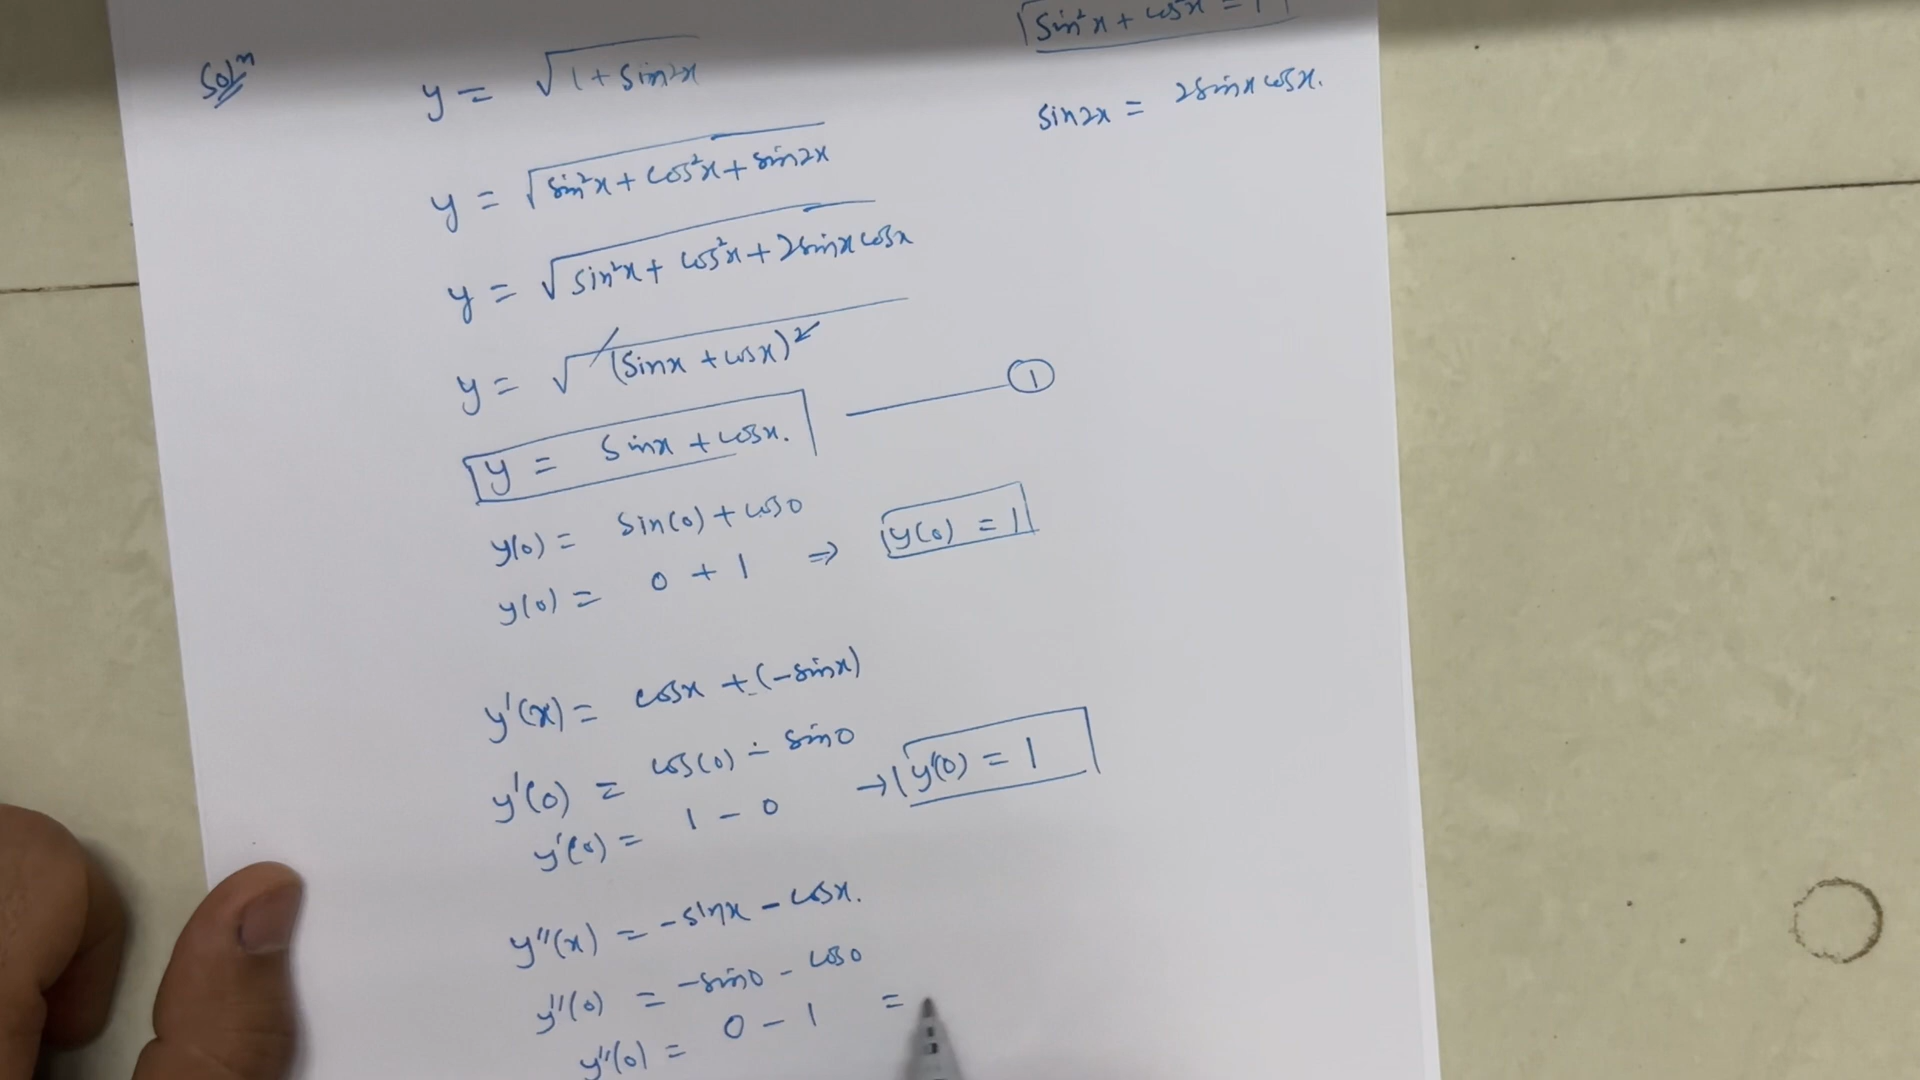 sin²x + cos²x = 1
Solⁿ
y = √1 + sin2x
sin2x = 2sinx cosx.
y = √sin²x + cos²x + sin2x
y = √sin²x + cos²x + 2sinx cosx
y = √(sinx + cosx)²
y = sinx + cosx. ——— ①
y(0) = sin(0) + cos0
y(0) = 0 + 1 ⇒ y(0) = 1
y'(x) = cosx + (-sinx)
y'(0) = cos(0) - sin0
y'(0) = 1 - 0 → y'(0) = 1
y''(x) = -sinx - cosx.
y''(0) = -sin0 - cos0
y''(0) = 0 - 1 =